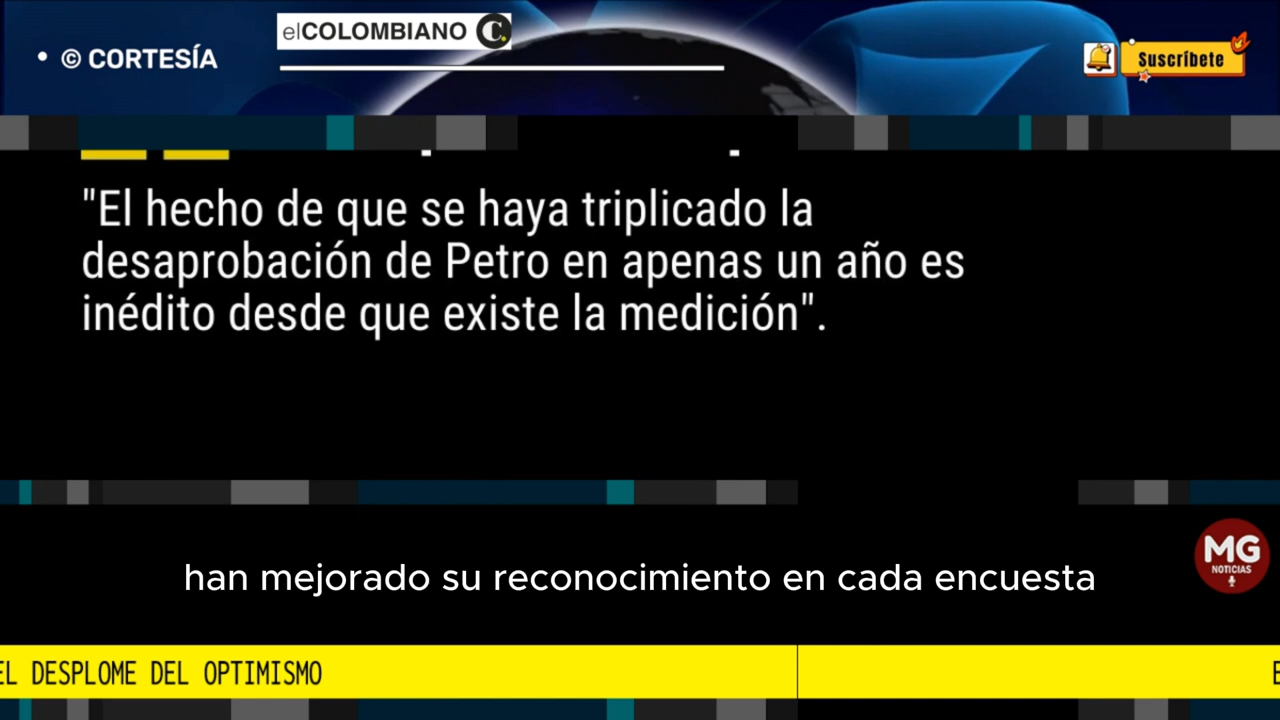 • © CORTESÍA
elCOLOMBIANO C.
Suscríbete
"El hecho de que se haya triplicado la
desaprobación de Petro en apenas un año es
inédito desde que existe la medición".
MG
NOTICIAS
han mejorado su reconocimiento en cada encuesta
EL DESPLOME DEL OPTIMISMO